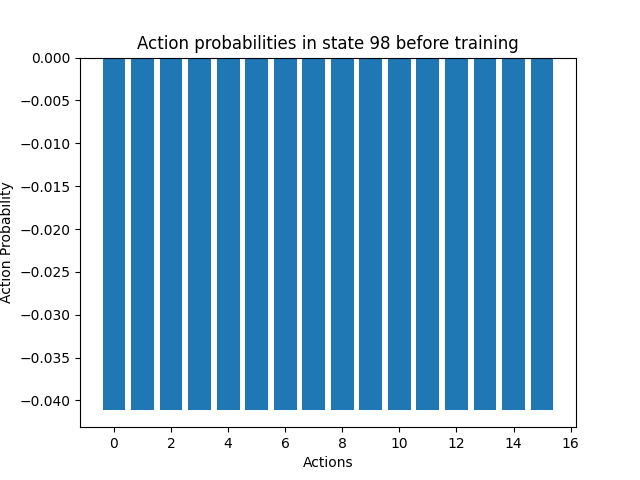 Action probabilities in state 98 before training
0.000
−0.005
−0.010
−0.015
−0.020
−0.025
−0.030
−0.035
−0.040
Action Probability
0 2 4 6 8 10 12 14 16
Actions